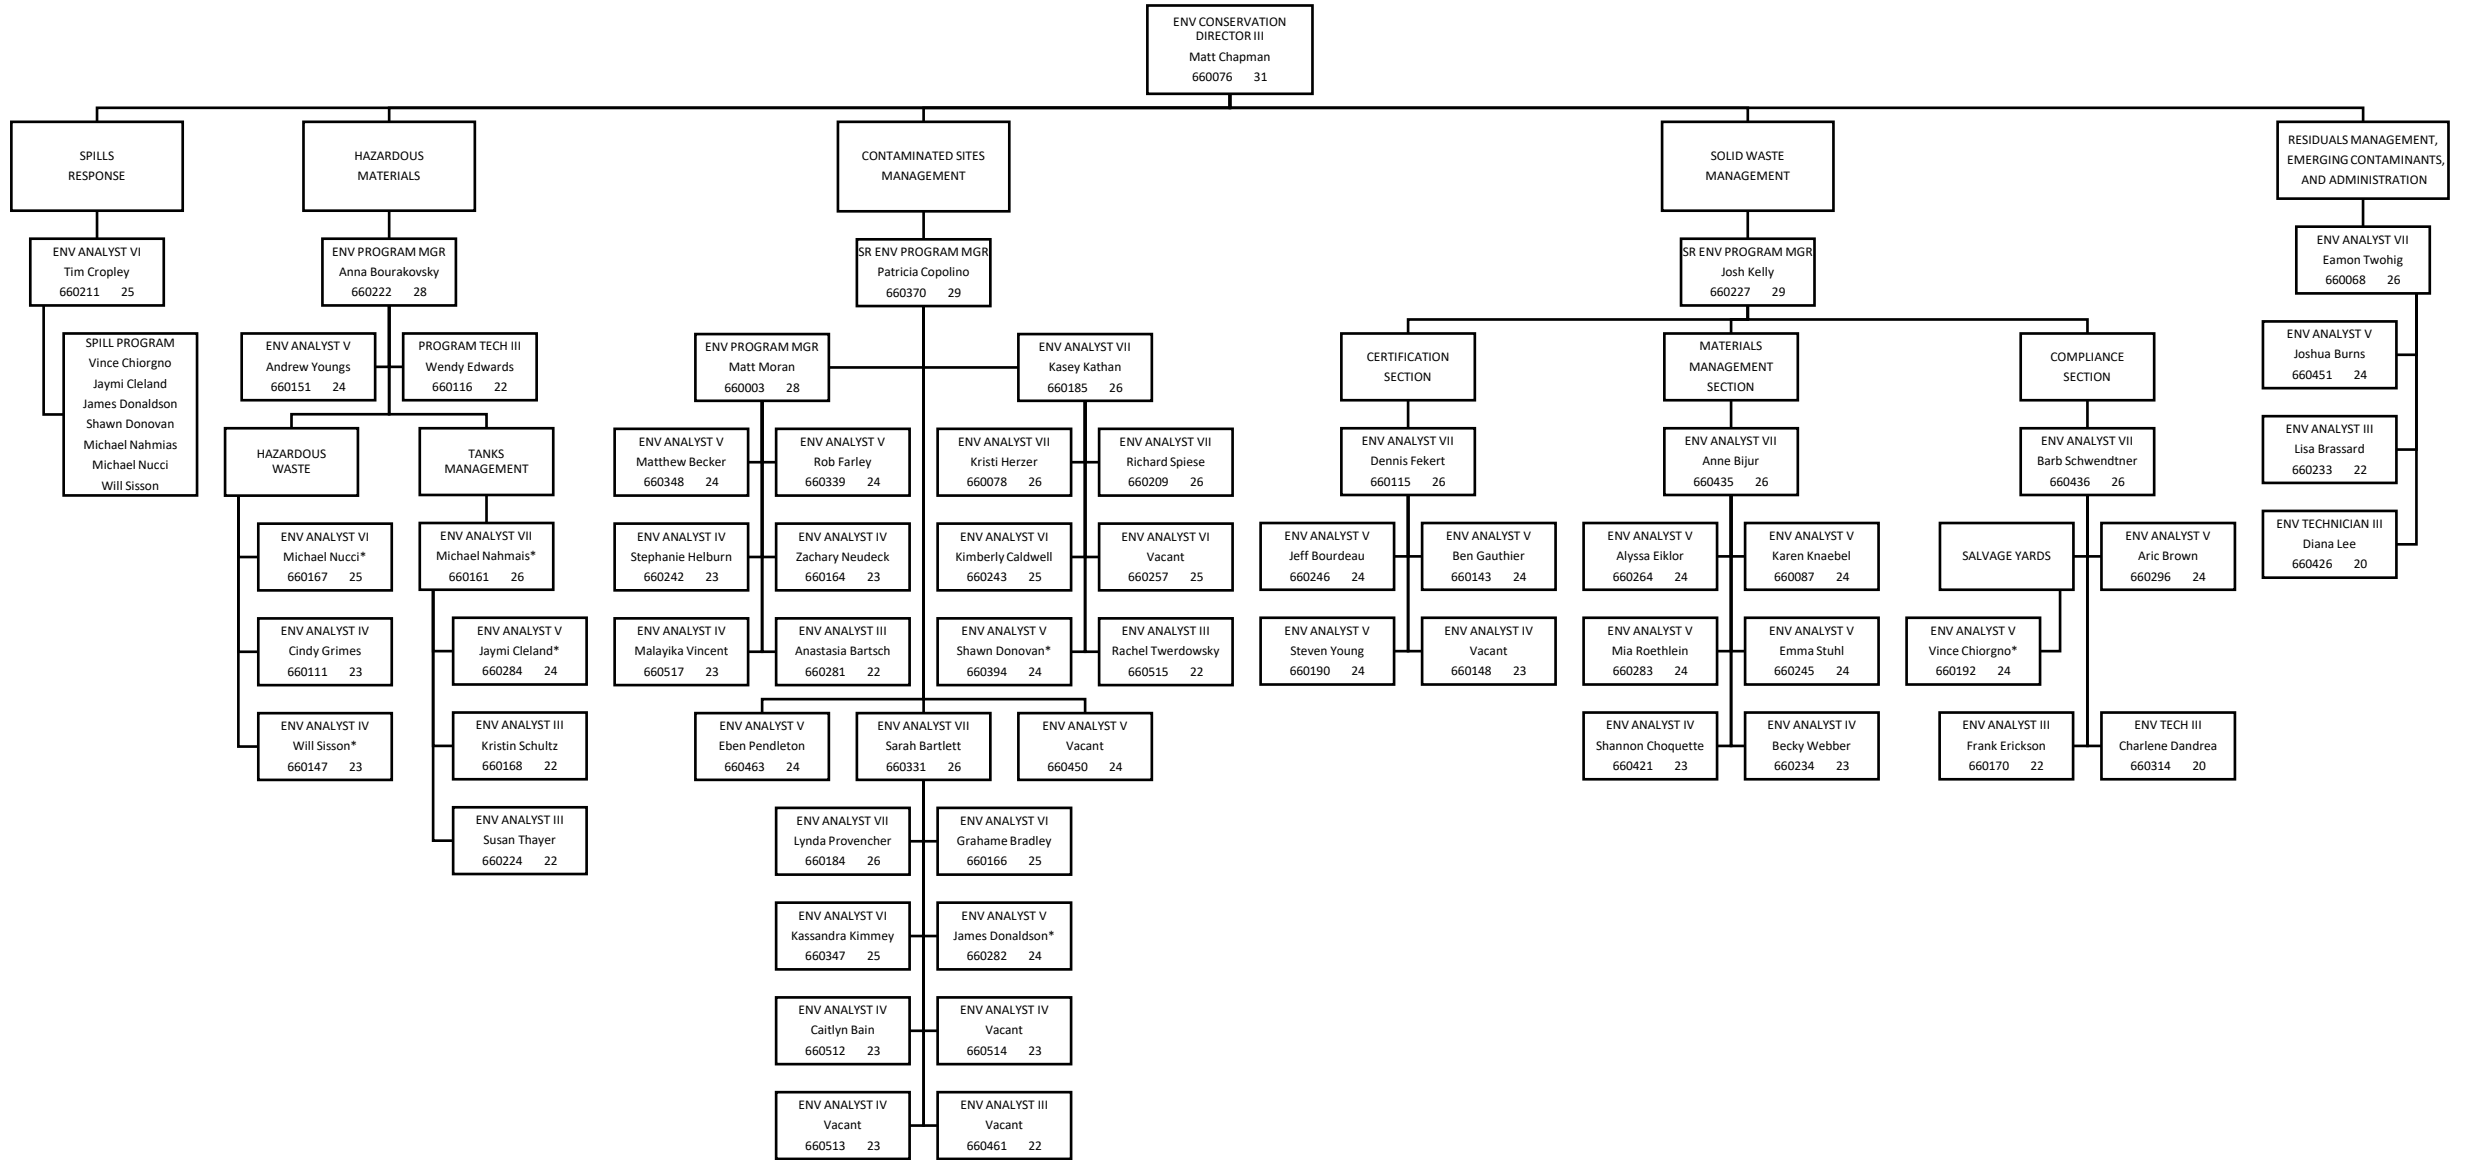 ENV CONSERVATION
DIRECTOR III
Matt Chapman
660076 31
SPILLS
RESPONSE
ENV ANALYST VI
Tim Cropley
660211 25
SPILL PROGRAM
Vince Chiorgno
Jaymi Cleland
James Donaldson
Shawn Donovan
Michael Nahmias
Michael Nucci
Will Sisson
HAZARDOUS
MATERIALS
ENV PROGRAM MGR
Anna Bourakovsky
660222 28
ENV ANALYST V
Andrew Youngs
660151 24
PROGRAM TECH III
Wendy Edwards
660116 22
HAZARDOUS
WASTE
ENV ANALYST VI
Michael Nucci*
660167 25
ENV ANALYST IV
Cindy Grimes
660111 23
ENV ANALYST IV
Will Sisson*
660147 23
TANKS
MANAGEMENT
ENV ANALYST VII
Michael Nahmais*
660161 26
ENV ANALYST V
Jaymi Cleland*
660284 24
ENV ANALYST III
Kristin Schultz
660168 22
ENV ANALYST III
Susan Thayer
660224 22
CONTAMINATED SITES
MANAGEMENT
SR ENV PROGRAM MGR
Patricia Copolino
660370 29
ENV PROGRAM MGR
Matt Moran
660003 28
ENV ANALYST V
Matthew Becker
660348 24
ENV ANALYST V
Rob Farley
660339 24
ENV ANALYST IV
Stephanie Helburn
660242 23
ENV ANALYST IV
Zachary Neudeck
660164 23
ENV ANALYST IV
Malayika Vincent
660517 23
ENV ANALYST III
Anastasia Bartsch
660281 22
ENV ANALYST VII
Kasey Kathan
660185 26
ENV ANALYST VII
Kristi Herzer
660078 26
ENV ANALYST VII
Richard Spiese
660209 26
ENV ANALYST VI
Kimberly Caldwell
660243 25
ENV ANALYST VI
Vacant
660257 25
ENV ANALYST V
Shawn Donovan*
660394 24
ENV ANALYST III
Rachel Twerdowsky
660515 22
ENV ANALYST V
Eben Pendleton
660463 24
ENV ANALYST VII
Sarah Bartlett
660331 26
ENV ANALYST V
Vacant
660450 24
ENV ANALYST VII
Lynda Provencher
660184 26
ENV ANALYST VI
Grahame Bradley
660166 25
ENV ANALYST VI
Kassandra Kimmey
660347 25
ENV ANALYST V
James Donaldson*
660282 24
ENV ANALYST IV
Caitlyn Bain
660512 23
ENV ANALYST IV
Vacant
660514 23
ENV ANALYST IV
Vacant
660513 23
ENV ANALYST III
Vacant
660461 22
SOLID WASTE
MANAGEMENT
SR ENV PROGRAM MGR
Josh Kelly
660227 29
CERTIFICATION
SECTION
ENV ANALYST VII
Dennis Fekert
660115 26
ENV ANALYST V
Jeff Bourdeau
660246 24
ENV ANALYST V
Ben Gauthier
660143 24
ENV ANALYST V
Steven Young
660190 24
ENV ANALYST IV
Vacant
660148 23
MATERIALS
MANAGEMENT
SECTION
ENV ANALYST VII
Anne Bijur
660435 26
ENV ANALYST V
Alyssa Eiklor
660264 24
ENV ANALYST V
Karen Knaebel
660087 24
ENV ANALYST V
Mia Roethlein
660283 24
ENV ANALYST V
Emma Stuhl
660245 24
ENV ANALYST IV
Shannon Choquette
660421 23
ENV ANALYST IV
Becky Webber
660234 23
COMPLIANCE
SECTION
ENV ANALYST VII
Barb Schwendtner
660436 26
SALVAGE YARDS
ENV ANALYST V
Aric Brown
660296 24
ENV ANALYST V
Vince Chiorgno*
660192 24
ENV ANALYST III
Frank Erickson
660170 22
ENV TECH III
Charlene Dandrea
660314 20
RESIDUALS MANAGEMENT,
EMERGING CONTAMINANTS,
AND ADMINISTRATION
ENV ANALYST VII
Eamon Twohig
660068 26
ENV ANALYST V
Joshua Burns
660451 24
ENV ANALYST III
Lisa Brassard
660233 22
ENV TECHNICIAN III
Diana Lee
660426 20